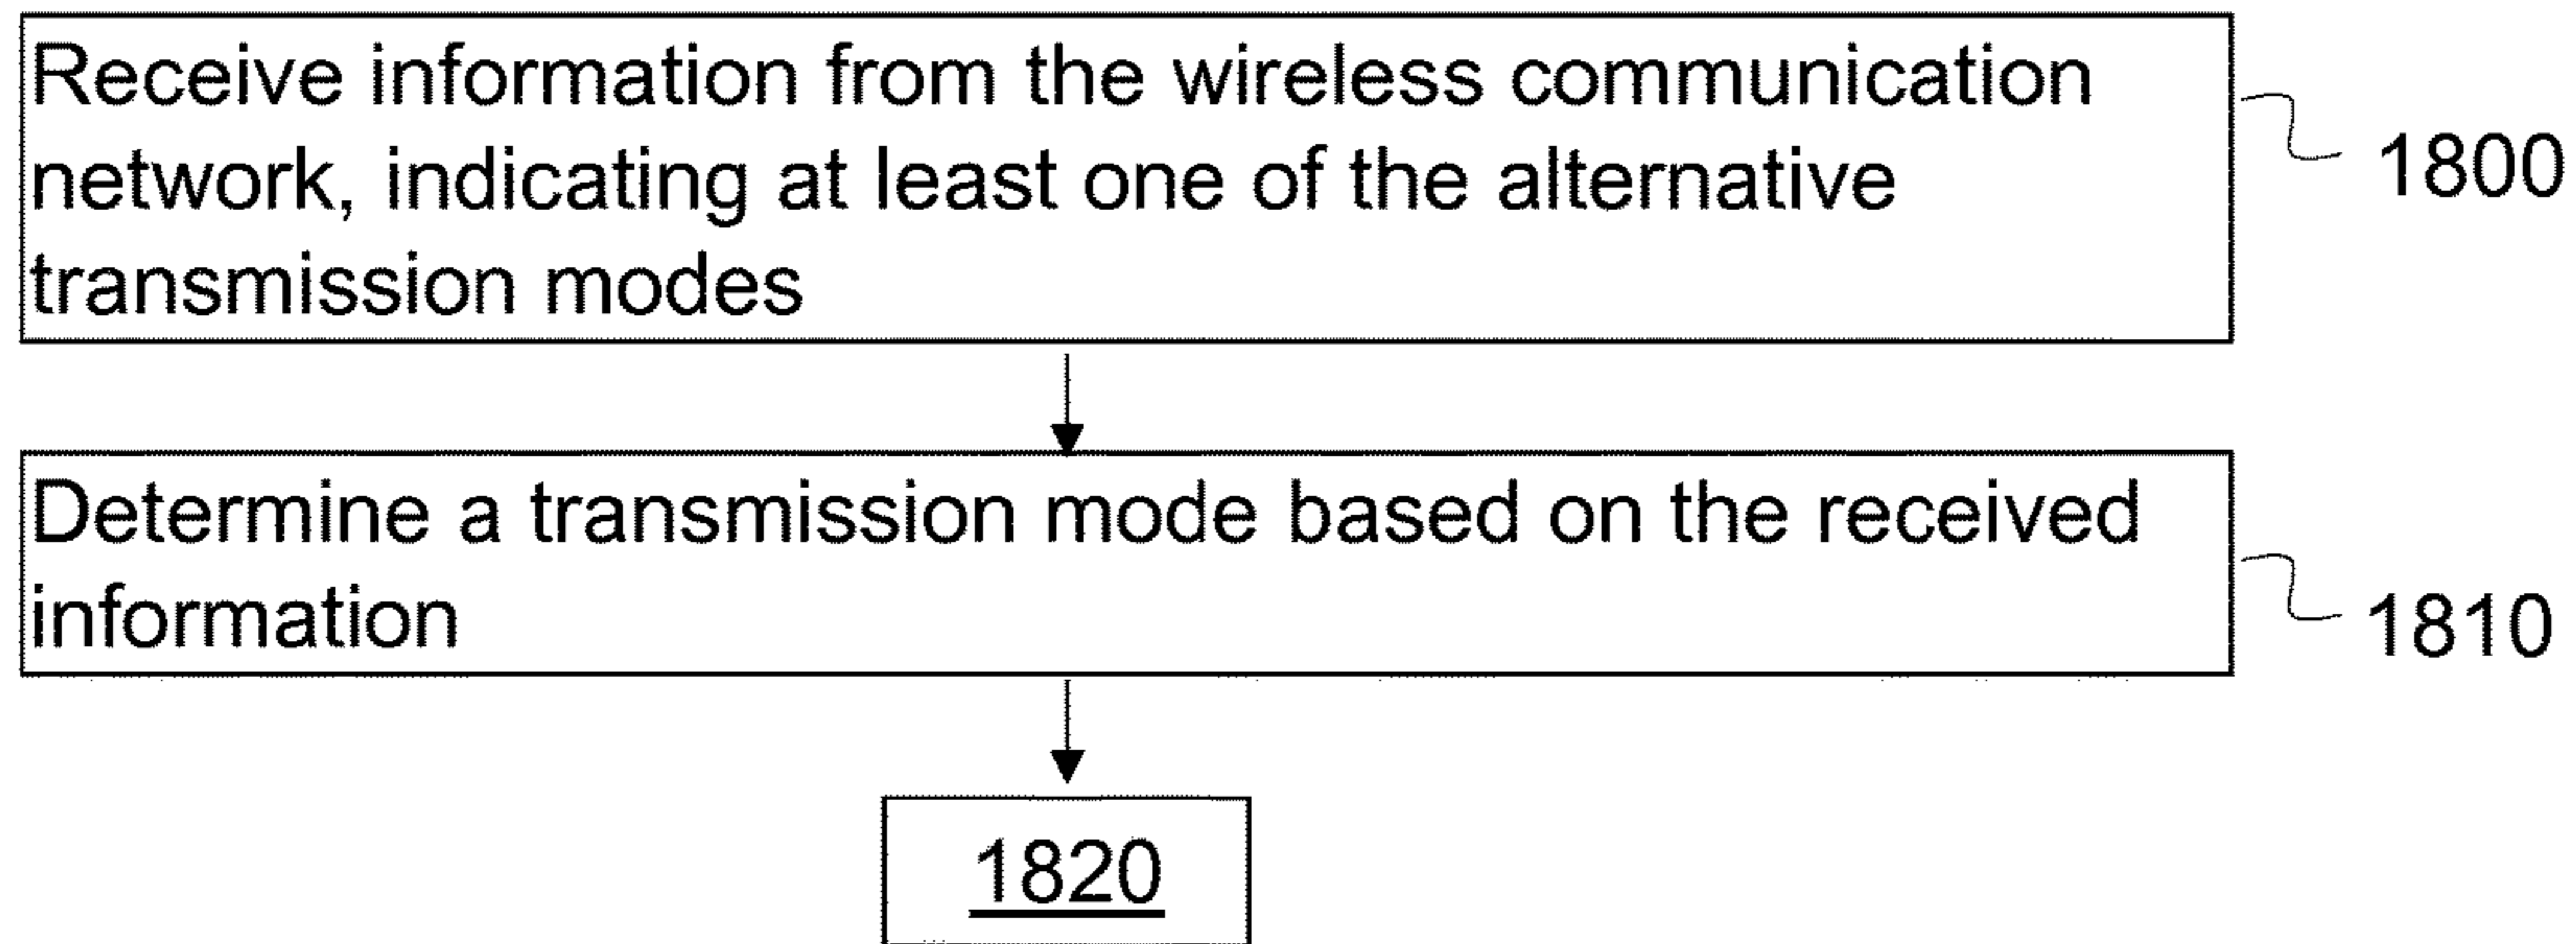 Receive information from the wireless communication
network, indicating at least one of the alternative
transmission modes
1800
Determine a transmission mode based on the received
information
1810
1820